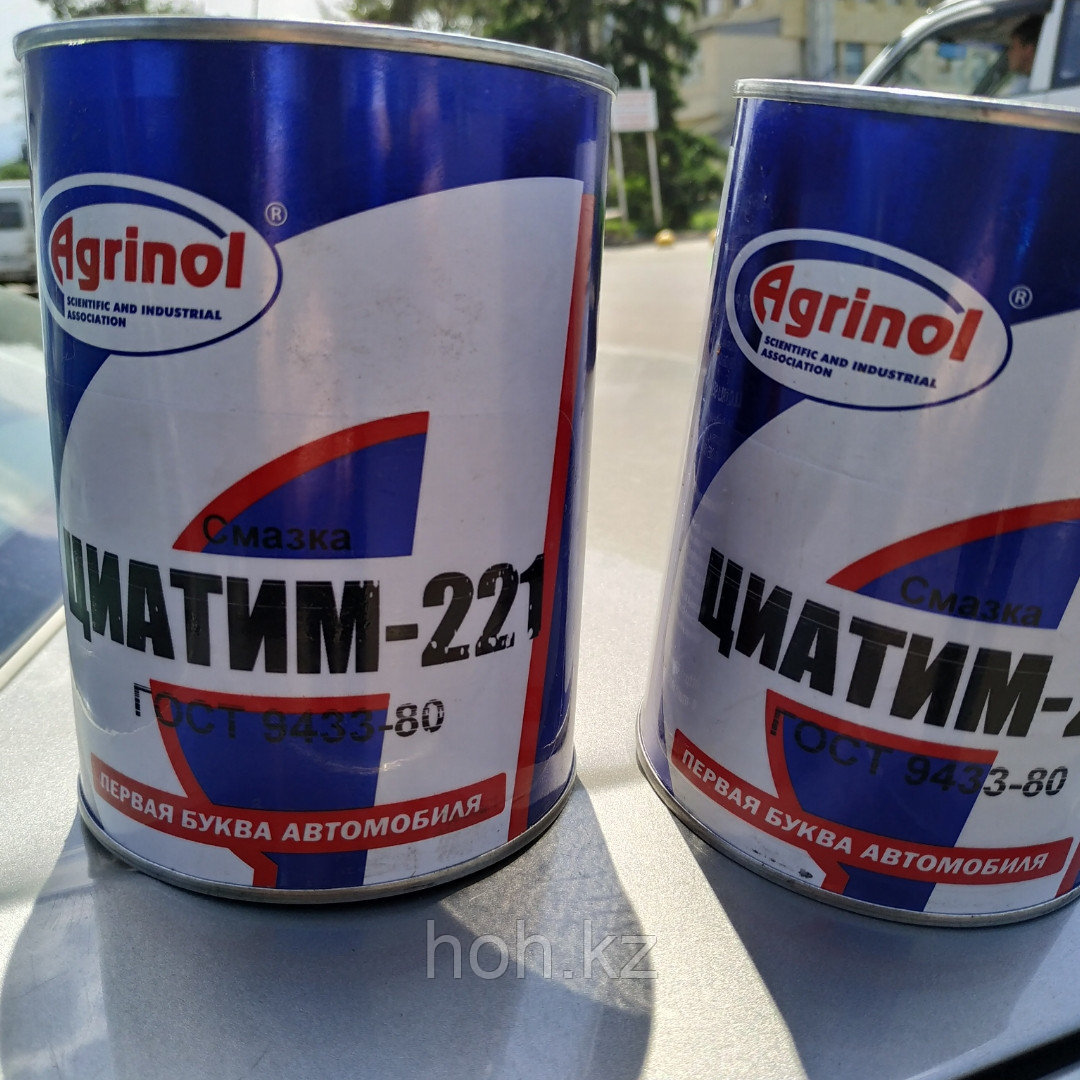 Agrinol ®
SCIENTIFIC AND INDUSTRIAL
ASSOCIATION
Смазка
ЦИАТИМ-221
ГОСТ 9433-80
ПЕРВАЯ БУКВА АВТОМОБИЛЯ
Agrinol ®
SCIENTIFIC AND INDUSTRIAL
ASSOCIATION
Смазка
ЦИАТИМ-
ГОСТ 9433-80
ПЕРВАЯ БУКВА АВТОМОБИЛЯ
hoh.kz